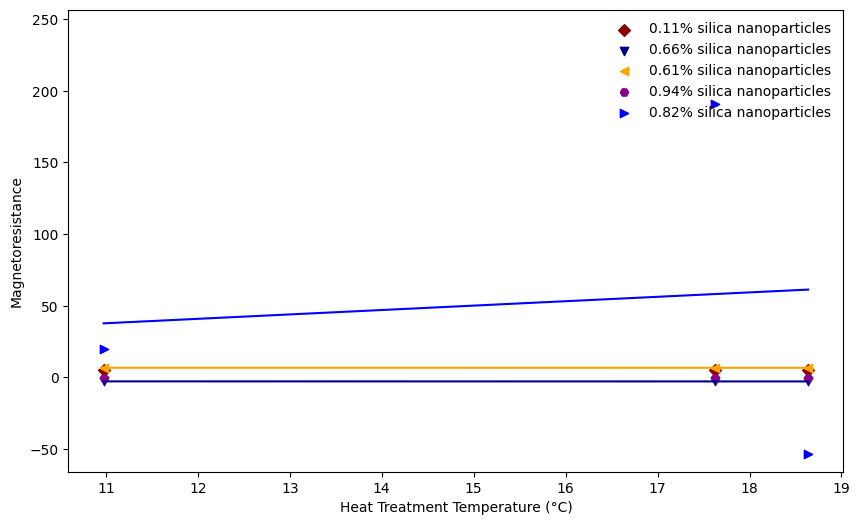 250
200
150
100
50
0
−50
Magnetoresistance
0.11% silica nanoparticles
0.66% silica nanoparticles
0.61% silica nanoparticles
0.94% silica nanoparticles
0.82% silica nanoparticles
11 12 13 14 15 16 17 18 19
Heat Treatment Temperature (°C)